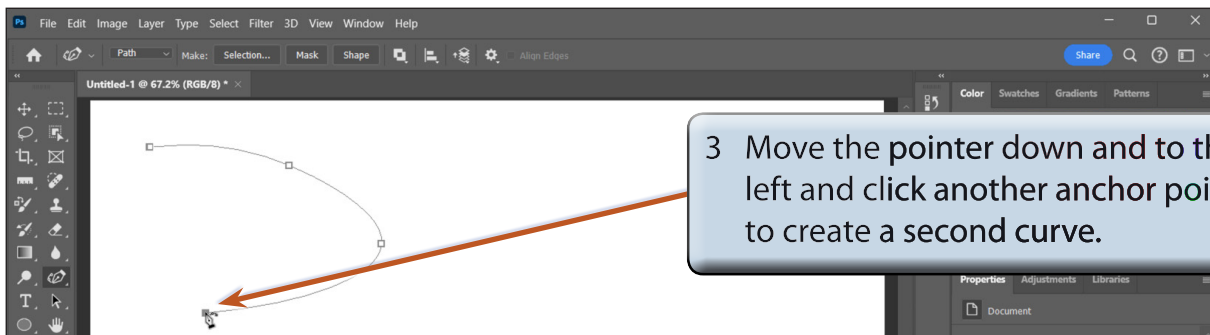 Ps File Edit Image Layer Type Select Filter 3D View Window Help
Path Make: Selection... Mask Shape Align Edges Share
Untitled-1 @ 67.2% (RGB/8) * ×
Color Swatches Gradients Patterns
3 Move the pointer down and to th
left and click another anchor poi
to create a second curve.
Properties Adjustments Libraries
Document